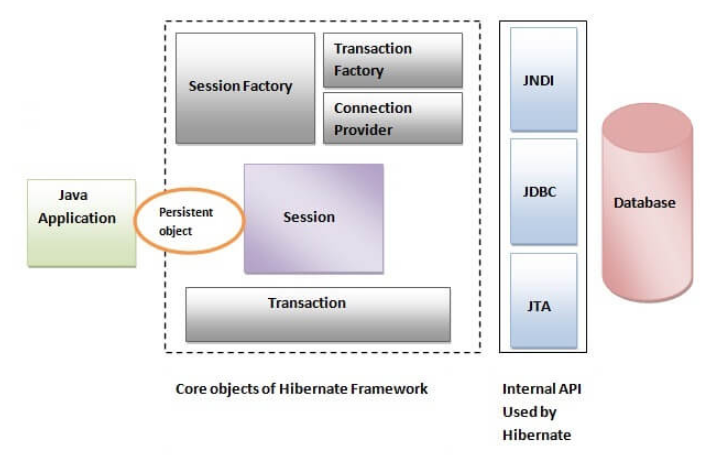 Java
Application
Persistent
object
Session Factory
Transaction
Factory
Connection
Provider
Session
Transaction
Core objects of Hibernate Framework
JNDI
JDBC
JTA
Internal API
Used by
Hibernate
Database